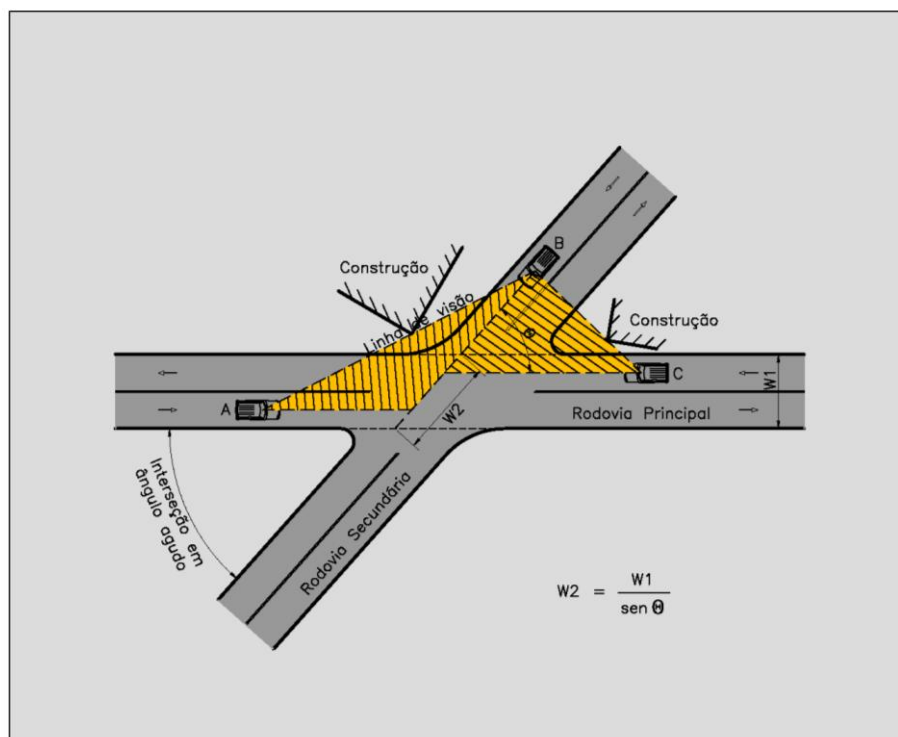 B
Construção
Linha de visão
Construção
Θ
A
C
W1
W2
Rodovia Principal
Interseção em
ângulo agudo
Rodovia Secundária
W2 = W1
sen Θ